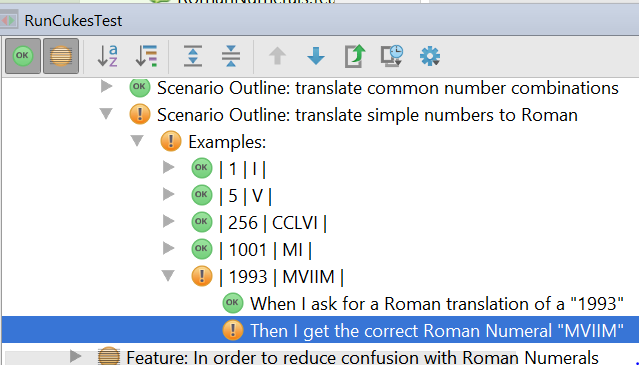 RomanNumerals.fea
RunCukesTest
OK
a z
OK Scenario Outline: translate common number combinations
! Scenario Outline: translate simple numbers to Roman
! Examples:
OK | 1 | I |
OK | 5 | V |
OK | 256 | CCLVI |
OK | 1001 | MI |
! | 1993 | MVIIM |
OK When I ask for a Roman translation of a "1993"
! Then I get the correct Roman Numeral "MVIIM"
Feature: In order to reduce confusion with Roman Numerals